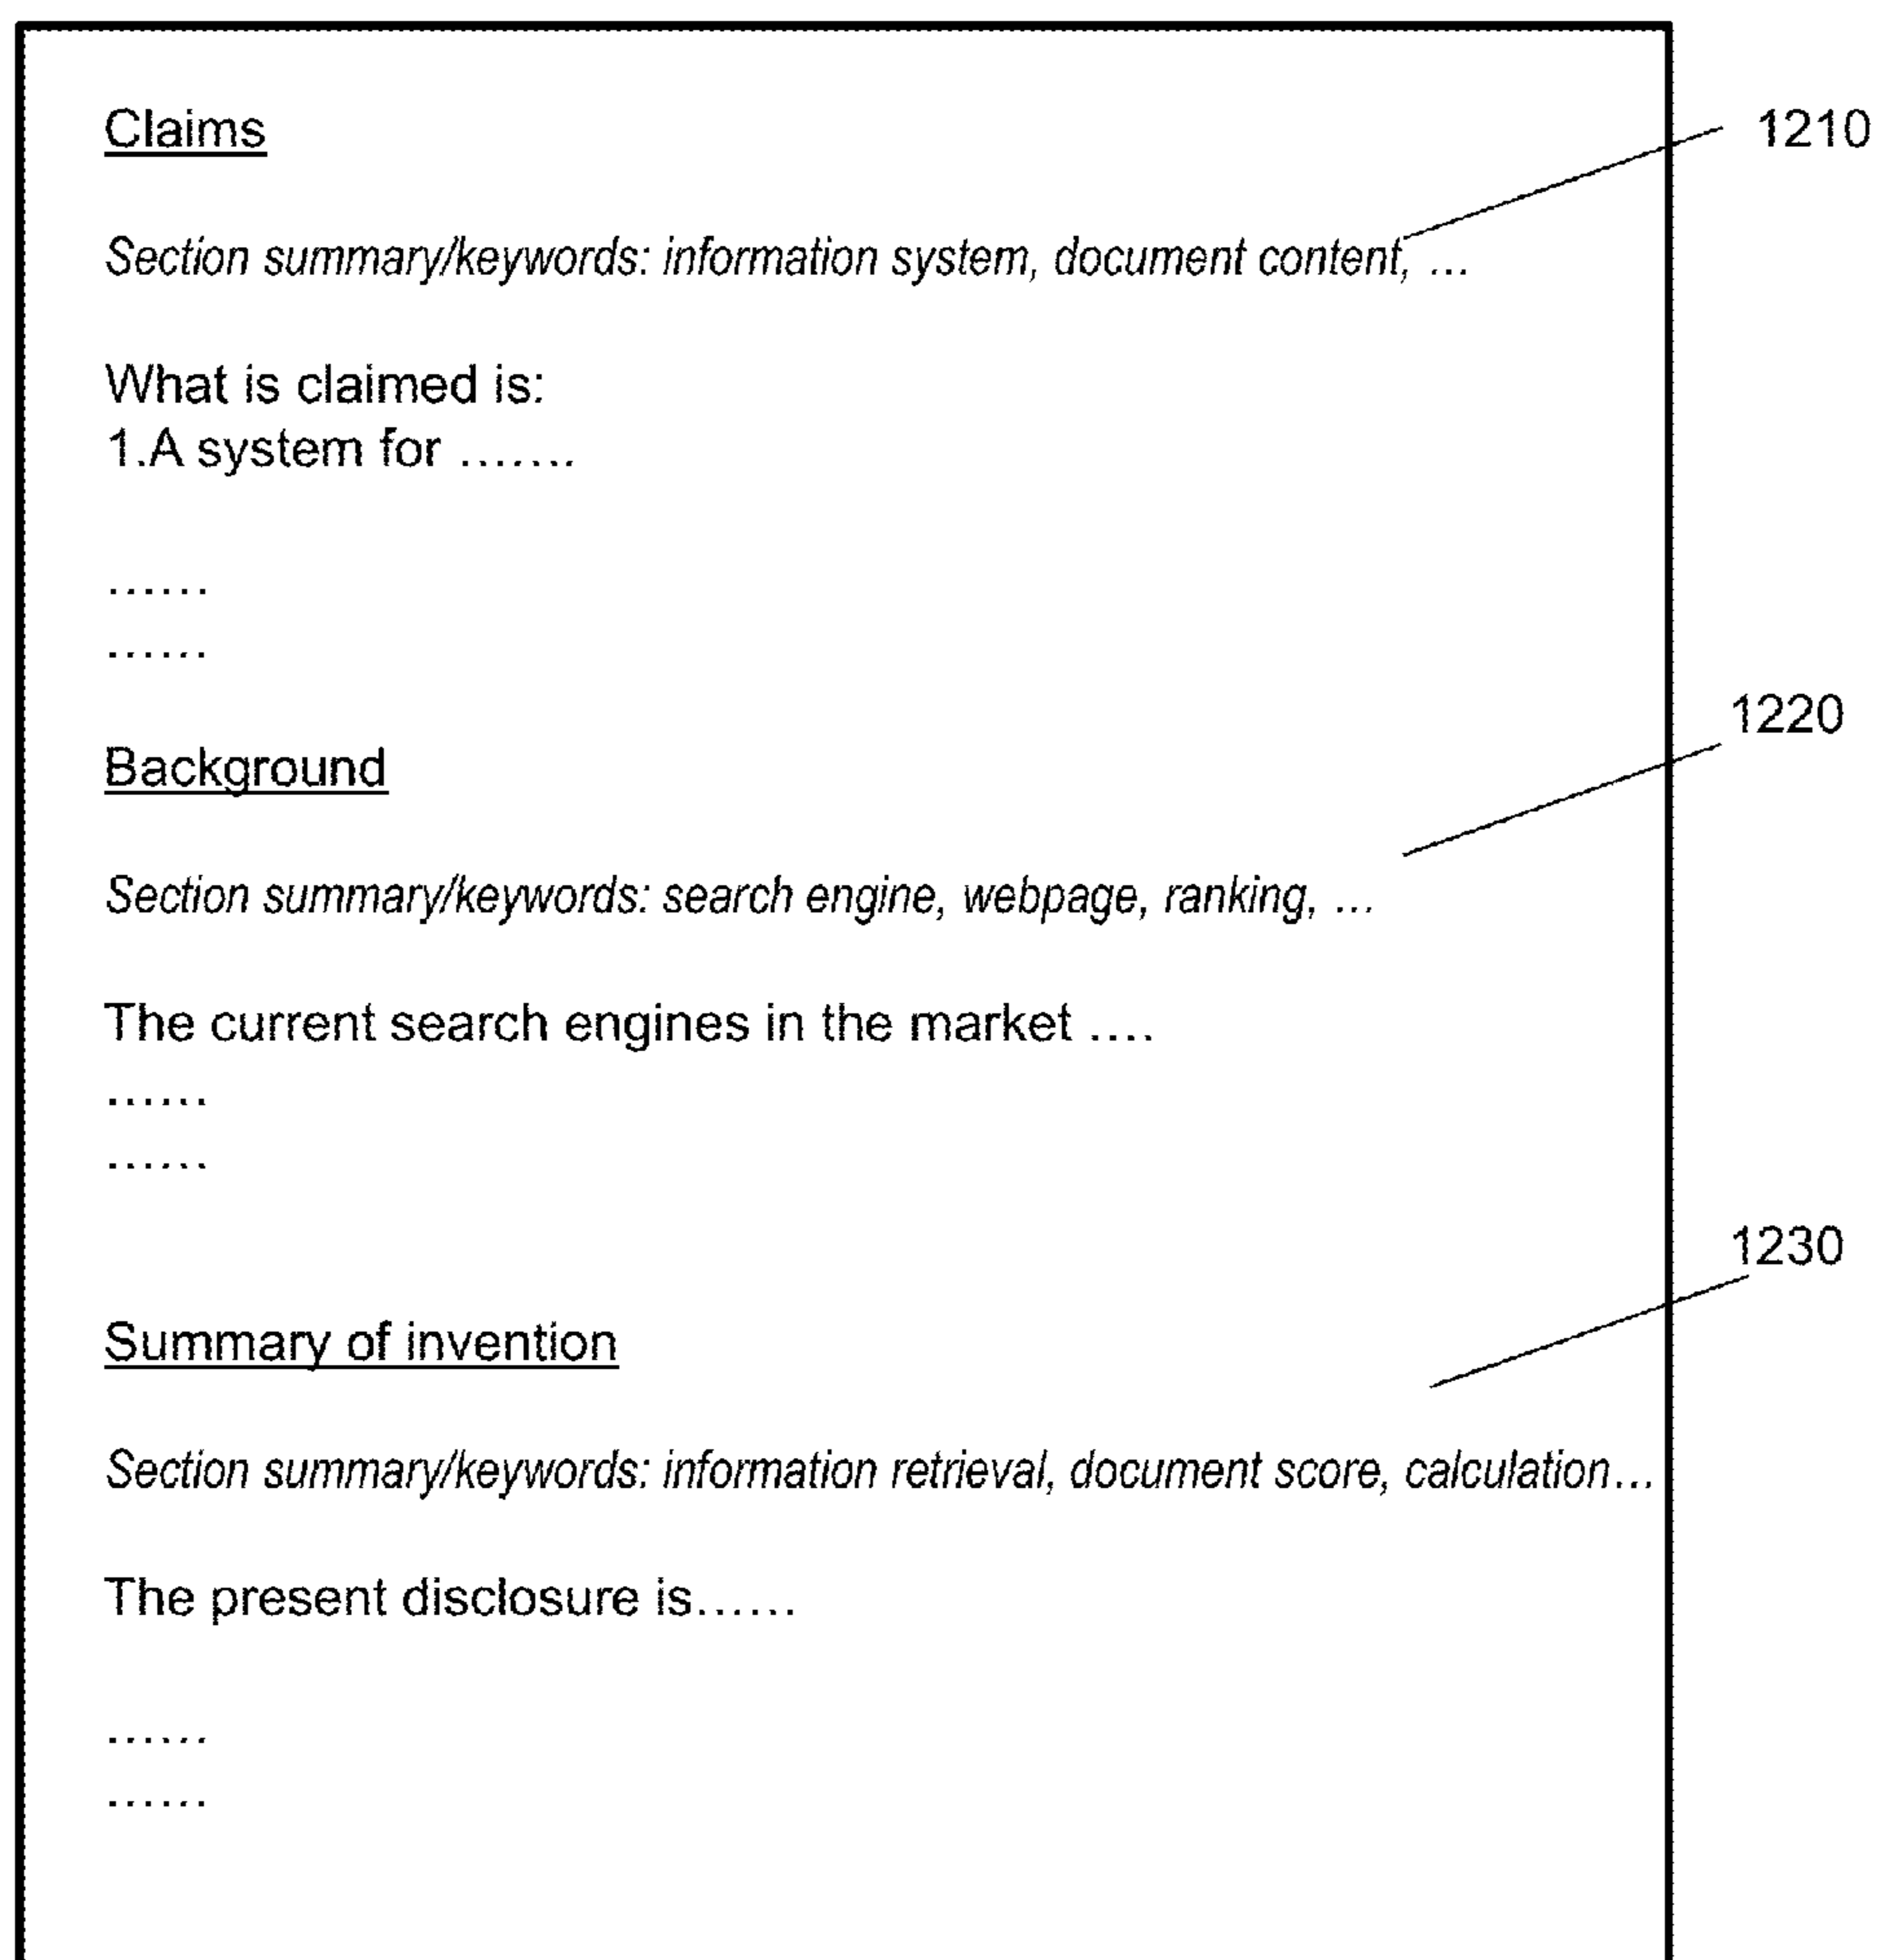 Claims
1210
Section summary/keywords: information system, document content, ...
What is claimed is:
1.A system for .......
......
......
1220
Background
Section summary/keywords: search engine, webpage, ranking, ...
The current search engines in the market ....
......
......
1230
Summary of invention
Section summary/keywords: information retrieval, document score, calculation...
The present disclosure is......
......
......